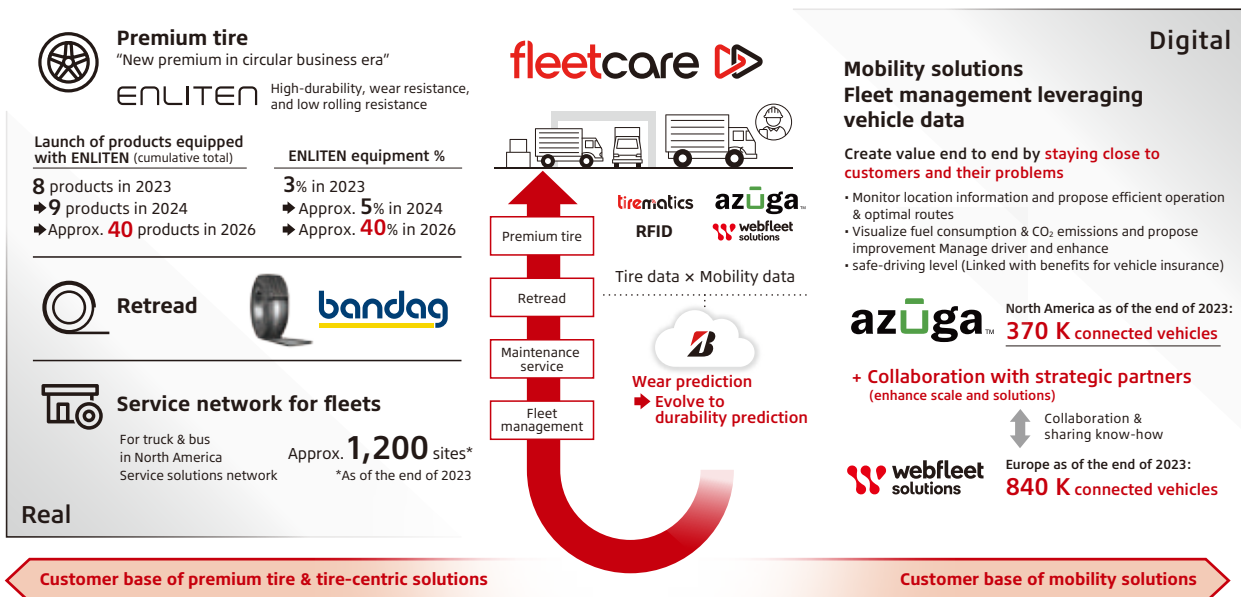 Premium tire
“New premium in circular business era”
ENLITEN
High-durability, wear resistance,
and low rolling resistance
Launch of products equipped
with ENLITEN (cumulative total)
8 products in 2023
➡9 products in 2024
➡Approx. 40 products in 2026
ENLITEN equipment %
3% in 2023
➡ Approx. 5% in 2024
➡ Approx. 40% in 2026
Retread
bandag
Service network for fleets
For truck & bus
in North America
Service solutions network
Approx. 1,200 sites*
*As of the end of 2023
Real
fleetcare
tirematics
azūga™
RFID
webfleet
solutions
Premium tire
Retread
Maintenance
service
Fleet
management
Tire data × Mobility data
B
Wear prediction
➡ Evolve to
durability prediction
Digital
Mobility solutions
Fleet management leveraging
vehicle data
Create value end to end by staying close to
customers and their problems
・Monitor location information and propose efficient operation
& optimal routes
・Visualize fuel consumption & CO₂ emissions and propose
improvement Manage driver and enhance
・safe-driving level (Linked with benefits for vehicle insurance)
azūga™
North America as of the end of 2023:
370 K connected vehicles
+ Collaboration with strategic partners
(enhance scale and solutions)
Collaboration &
sharing know-how
webfleet
solutions
Europe as of the end of 2023:
840 K connected vehicles
Customer base of premium tire & tire-centric solutions
Customer base of mobility solutions